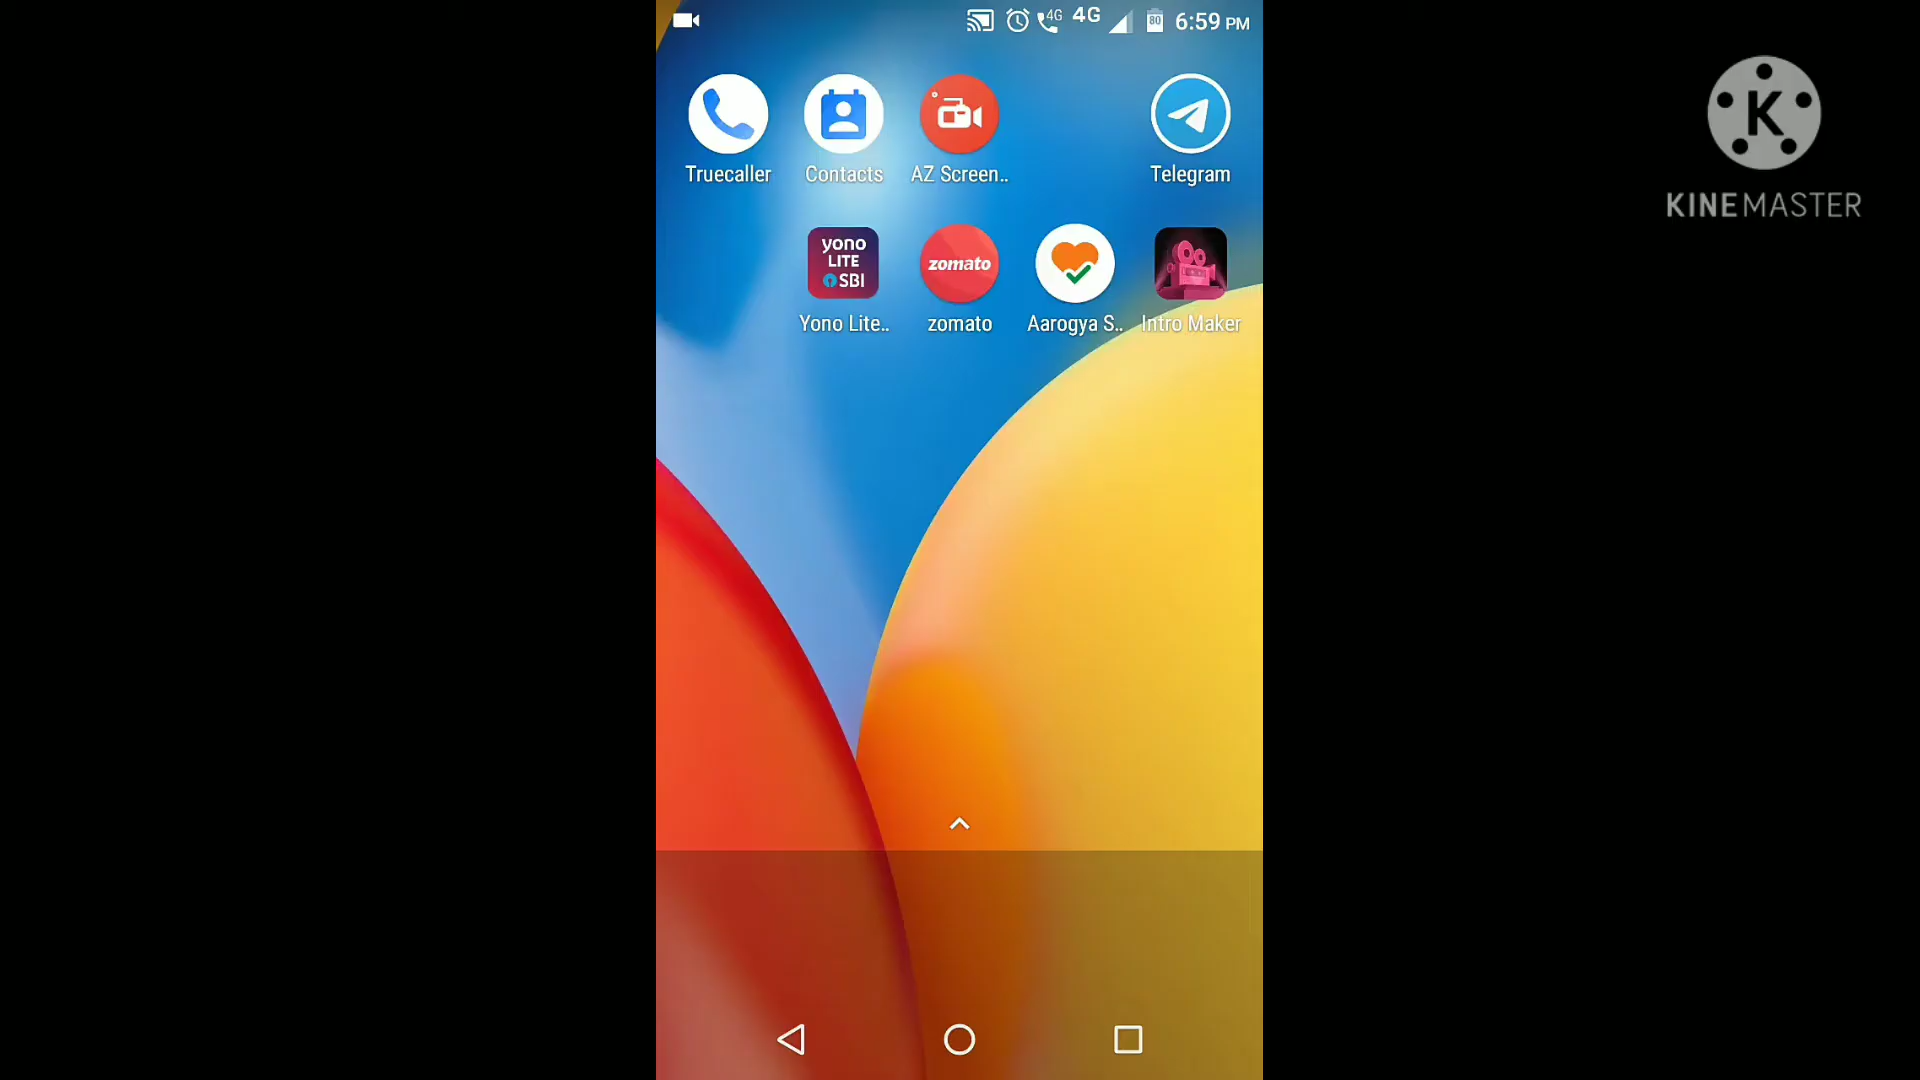 4G 4G 80 6:59 PM
Truecaller Contacts AZ Screen.. Telegram
yono
LITE
SBI
zomato
Yono Lite.. zomato Aarogya S.. Intro Maker
K
KINEMASTER